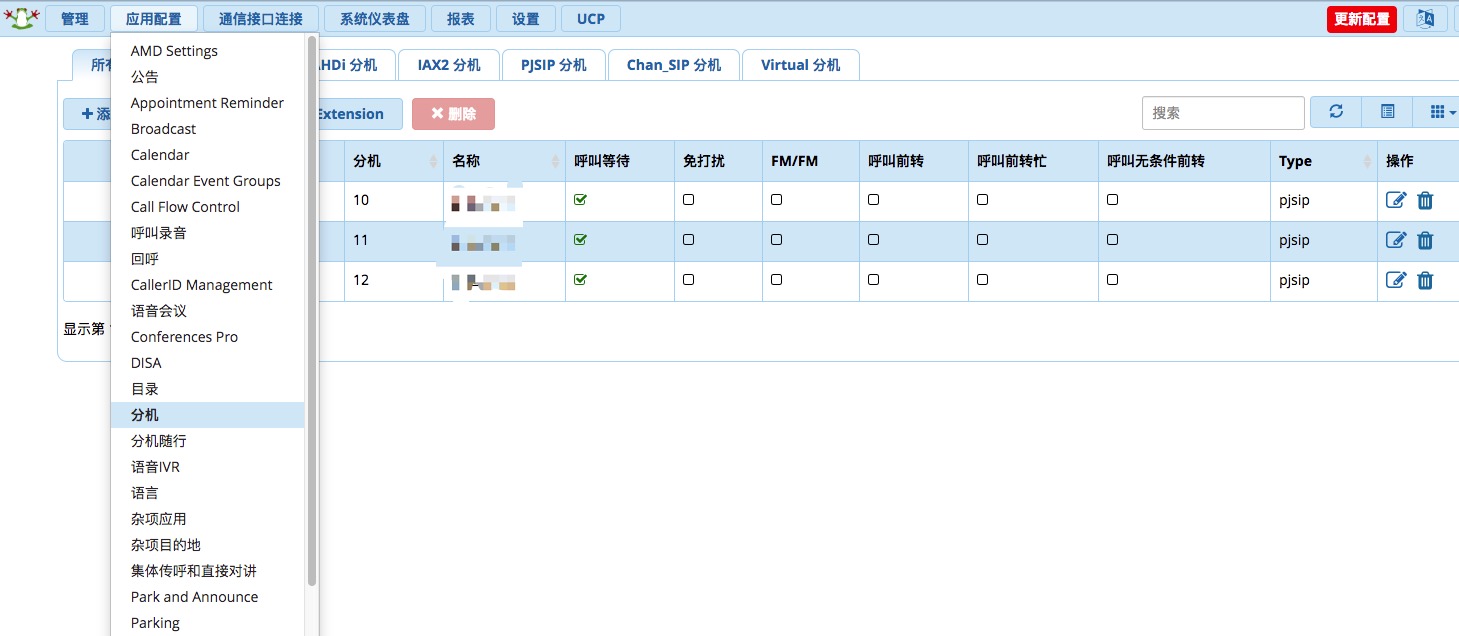 管理 应用配置 通信接口连接 系统仪表盘 报表 设置 UCP 更新配置
AMD Settings
公告
Appointment Reminder
Broadcast
Calendar
Calendar Event Groups
Call Flow Control
呼叫录音
回呼
CallerID Management
语音会议
Conferences Pro
DISA
目录
分机
分机随行
语音IVR
语言
杂项应用
杂项目的地
集体传呼和直接对讲
Park and Announce
Parking
所 AHDi 分机 IAX2 分机 PJSIP 分机 Chan_SIP 分机 Virtual 分机
添 Extension 删除 搜索
分机 名称 呼叫等待 免打扰 FM/FM 呼叫前转 呼叫前转忙 呼叫无条件前转 Type 操作
10 pjsip
11 pjsip
12 pjsip
显示第